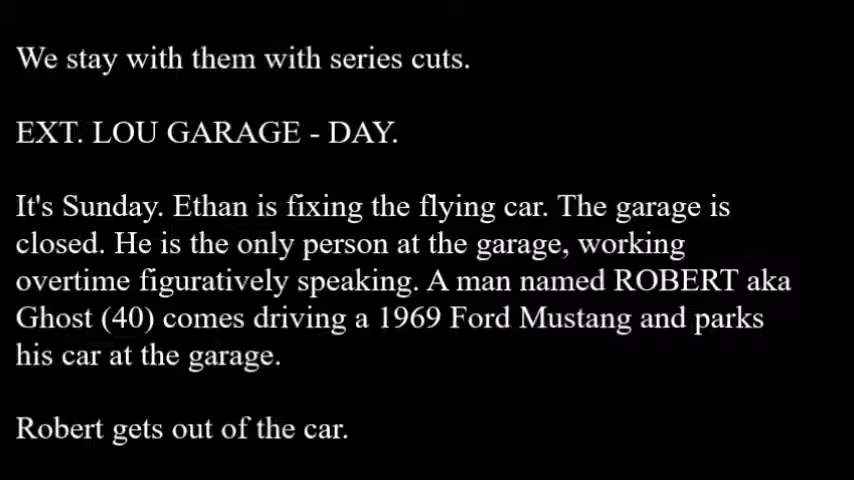 We stay with them with series cuts.
EXT. LOU GARAGE - DAY.
It's Sunday. Ethan is fixing the flying car. The garage is
closed. He is the only person at the garage, working
overtime figuratively speaking. A man named ROBERT aka
Ghost (40) comes driving a 1969 Ford Mustang and parks
his car at the garage.
Robert gets out of the car.